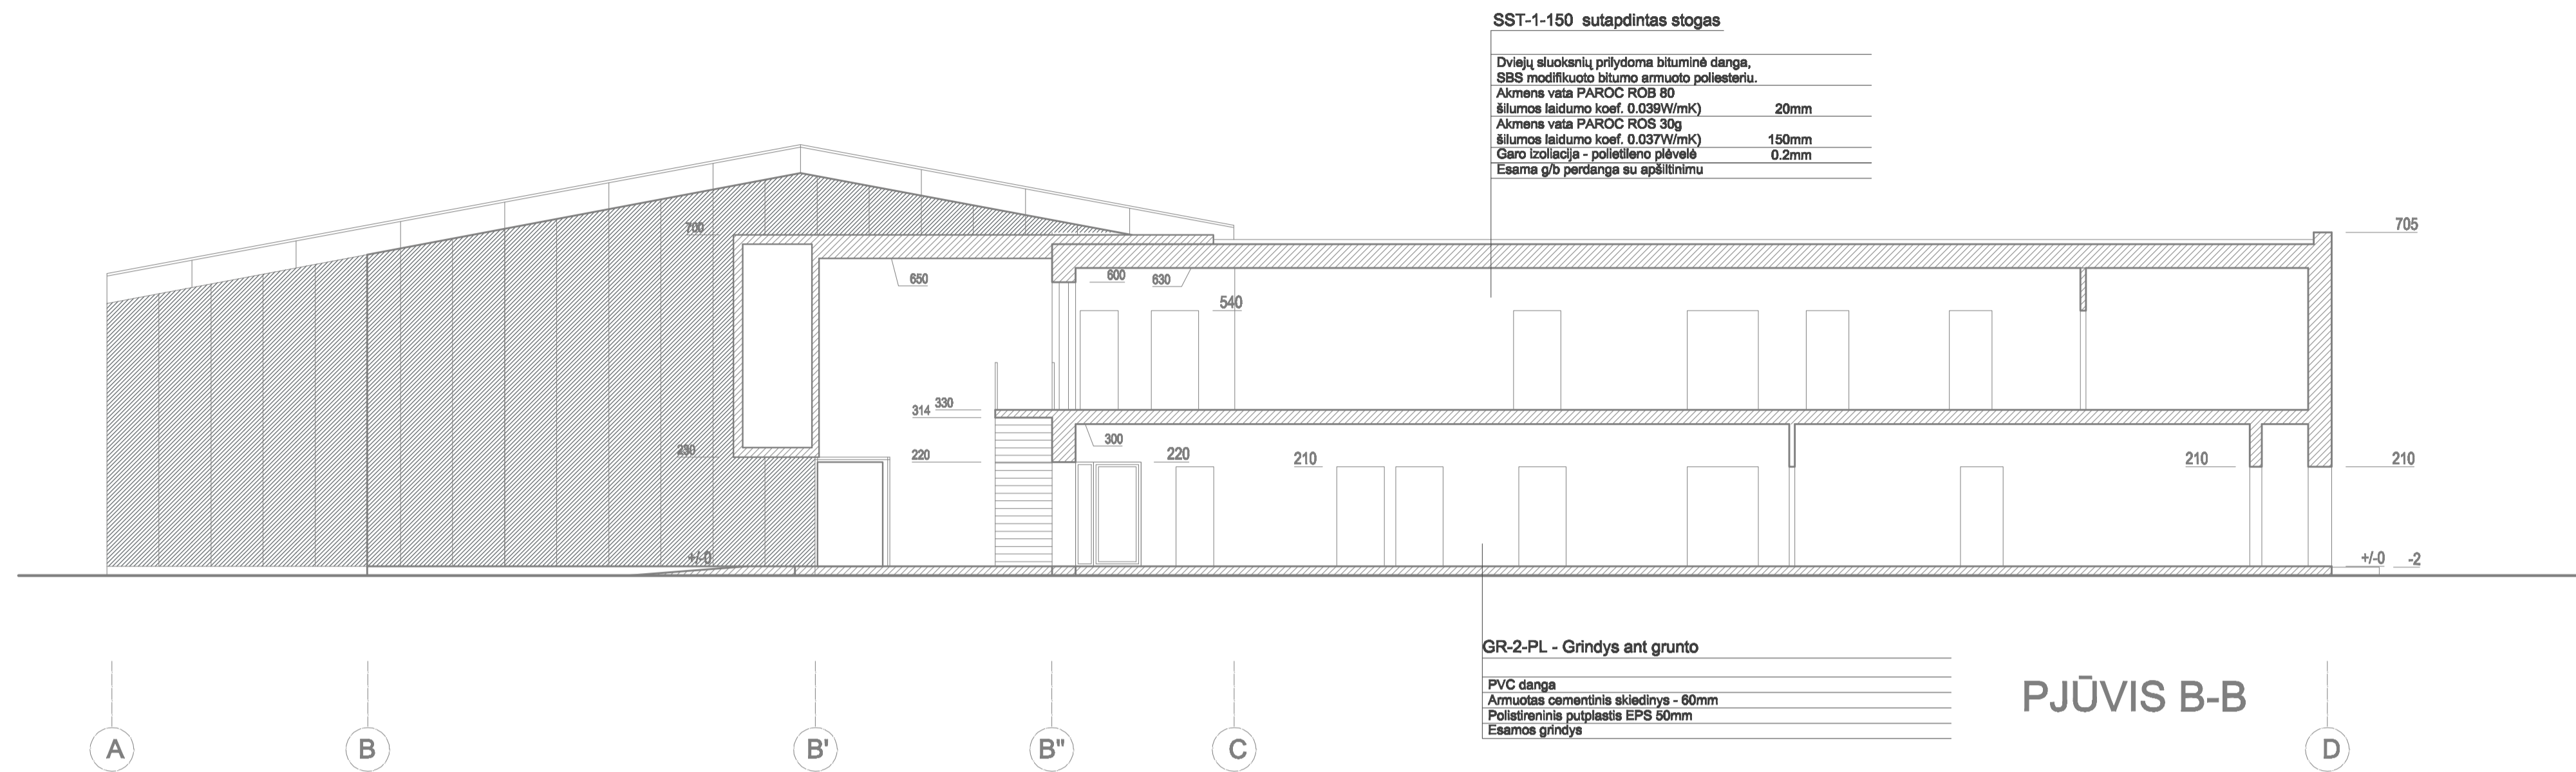 SST-1-150 sutapdintas stogas
Dviejų sluoksnių prilydoma bituminė danga,
SBS modifikuoto bitumo armuoto poliesteriu.
Akmens vata PAROC ROB 80
šilumos laidumo koef. 0.039W/mK) 20mm
Akmens vata PAROC ROS 30g
šilumos laidumo koef. 0.037W/mK) 150mm
Garo izoliacija - polietileno plėvelė 0.2mm
Esama g/b perdanga su apšiltinimu
700
705
650
600
630
540
314 330
300
230
220
220
210
210
210
+/-0
+/-0 -2
GR-2-PL - Grindys ant grunto
PVC danga
Armuotas cementinis skiedinys - 60mm
Polistireninis putplastis EPS 50mm
Esamos grindys
PJŪVIS B-B
A B B' B" C D